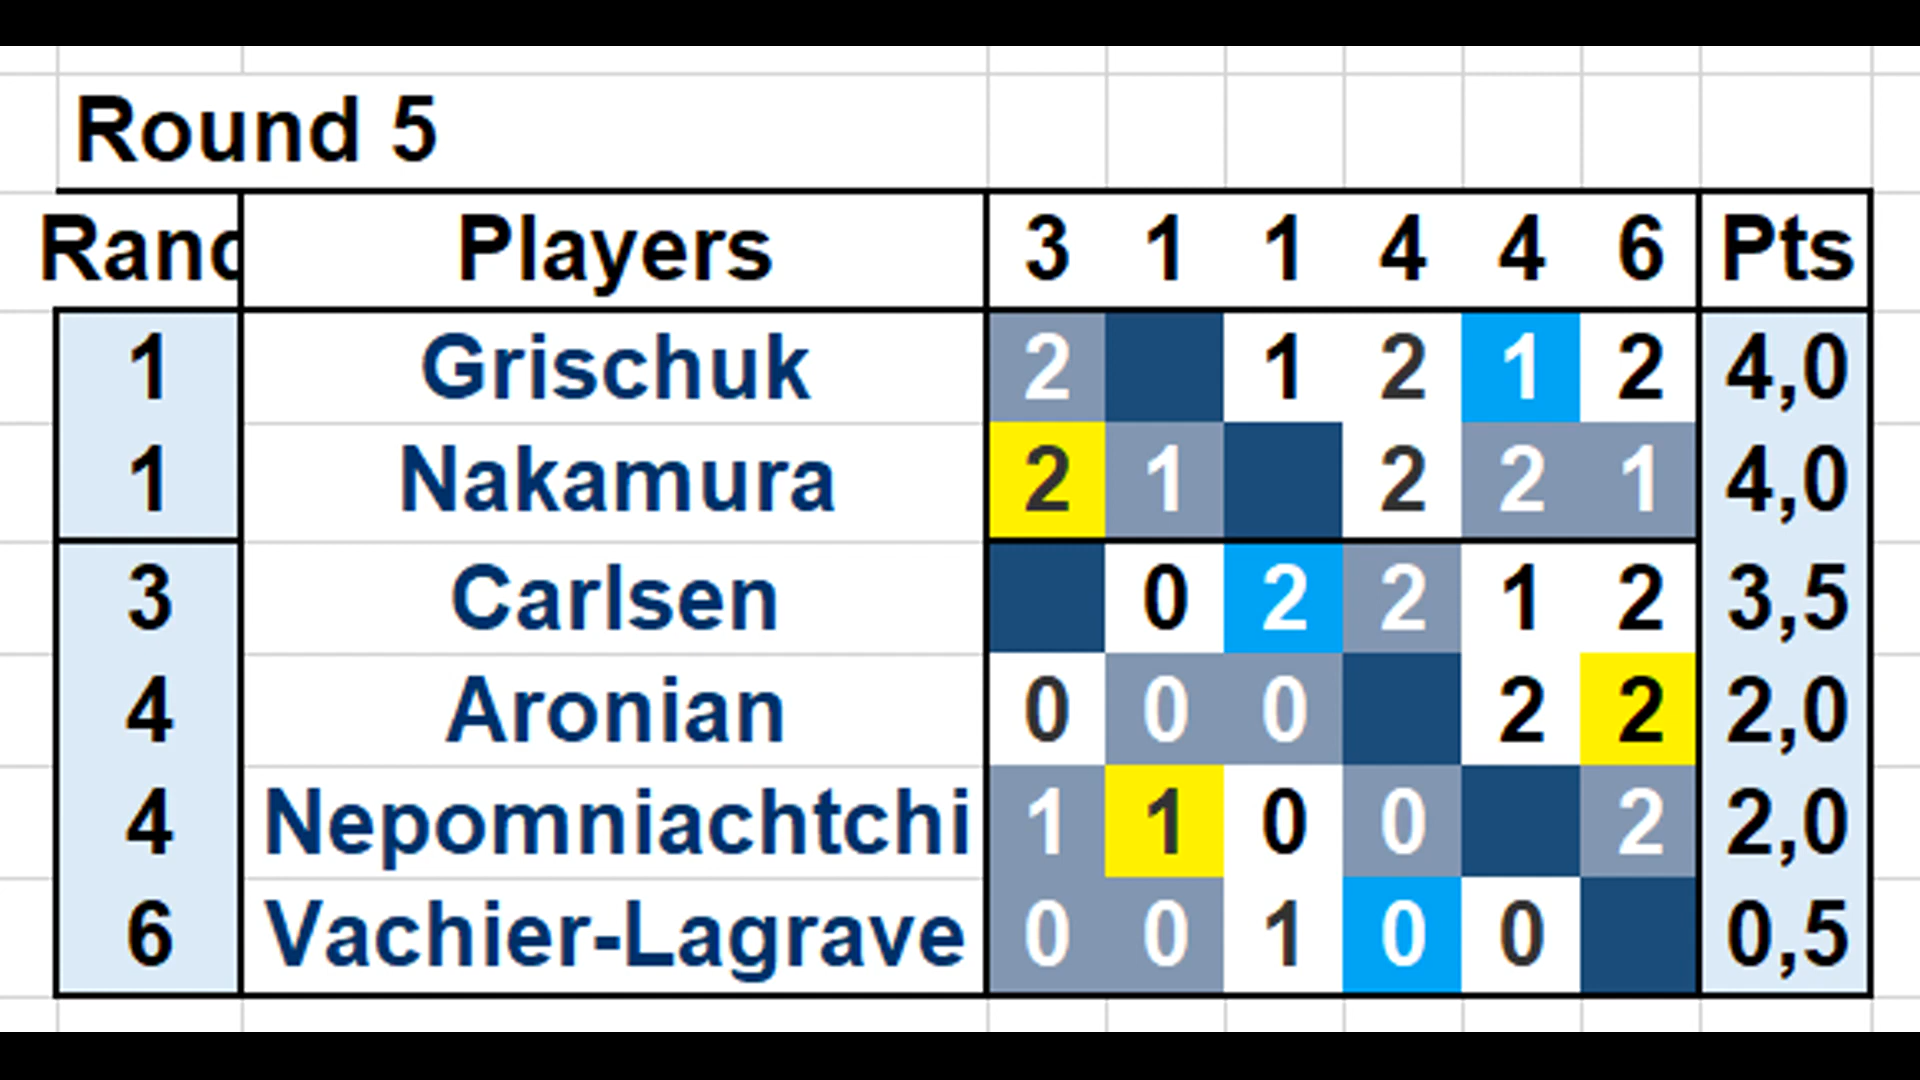 Round 5
Ranc Players 3 1 1 4 4 6 Pts
1 Grischuk 2 1 2 1 2 4,0
1 Nakamura 2 1 2 2 1 4,0
3 Carlsen 0 2 2 1 2 3,5
4 Aronian 0 0 0 2 2 2,0
4 Nepomniachtchi 1 1 0 0 2 2,0
6 Vachier-Lagrave 0 0 1 0 0 0,5